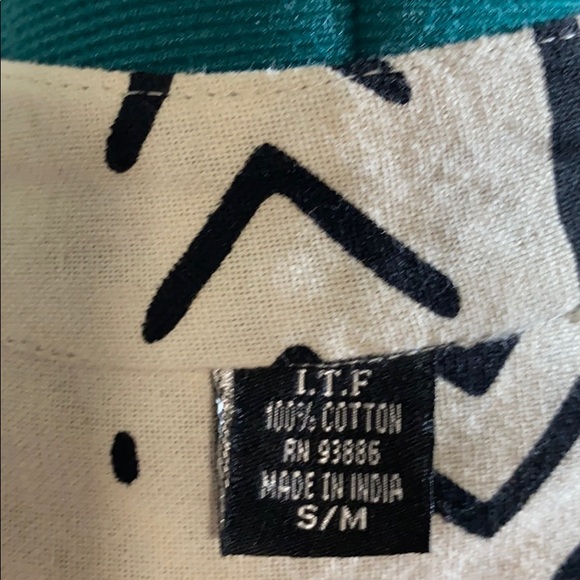 I.T.F
100% COTTON
RN 93886
MADE IN INDIA
S/M